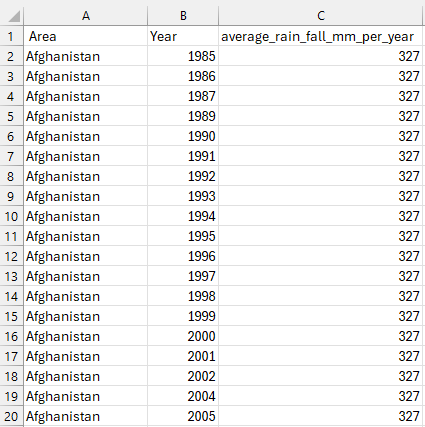 A B C
1 Area Year average_rain_fall_mm_per_year
2 Afghanistan 1985 327
3 Afghanistan 1986 327
4 Afghanistan 1987 327
5 Afghanistan 1989 327
6 Afghanistan 1990 327
7 Afghanistan 1991 327
8 Afghanistan 1992 327
9 Afghanistan 1993 327
10 Afghanistan 1994 327
11 Afghanistan 1995 327
12 Afghanistan 1996 327
13 Afghanistan 1997 327
14 Afghanistan 1998 327
15 Afghanistan 1999 327
16 Afghanistan 2000 327
17 Afghanistan 2001 327
18 Afghanistan 2002 327
19 Afghanistan 2004 327
20 Afghanistan 2005 327